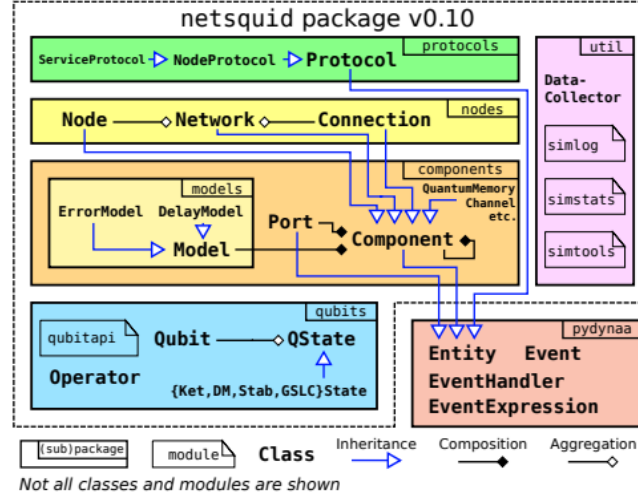 netsquid package v0.10
protocols
ServiceProtocol NodeProtocol Protocol
util
Data-
Collector
simlog
simstats
simtools
nodes
Node Network Connection
components
models
ErrorModel DelayModel
Model
Port
Component
QuantumMemory
Channel
etc.
qubits
qubitapi
Qubit QState
Operator
{Ket,DM,Stab,GSLC}State
pydynaa
Entity Event
EventHandler
EventExpression
(sub)package
module
Class
Inheritance
Composition
Aggregation
Not all classes and modules are shown